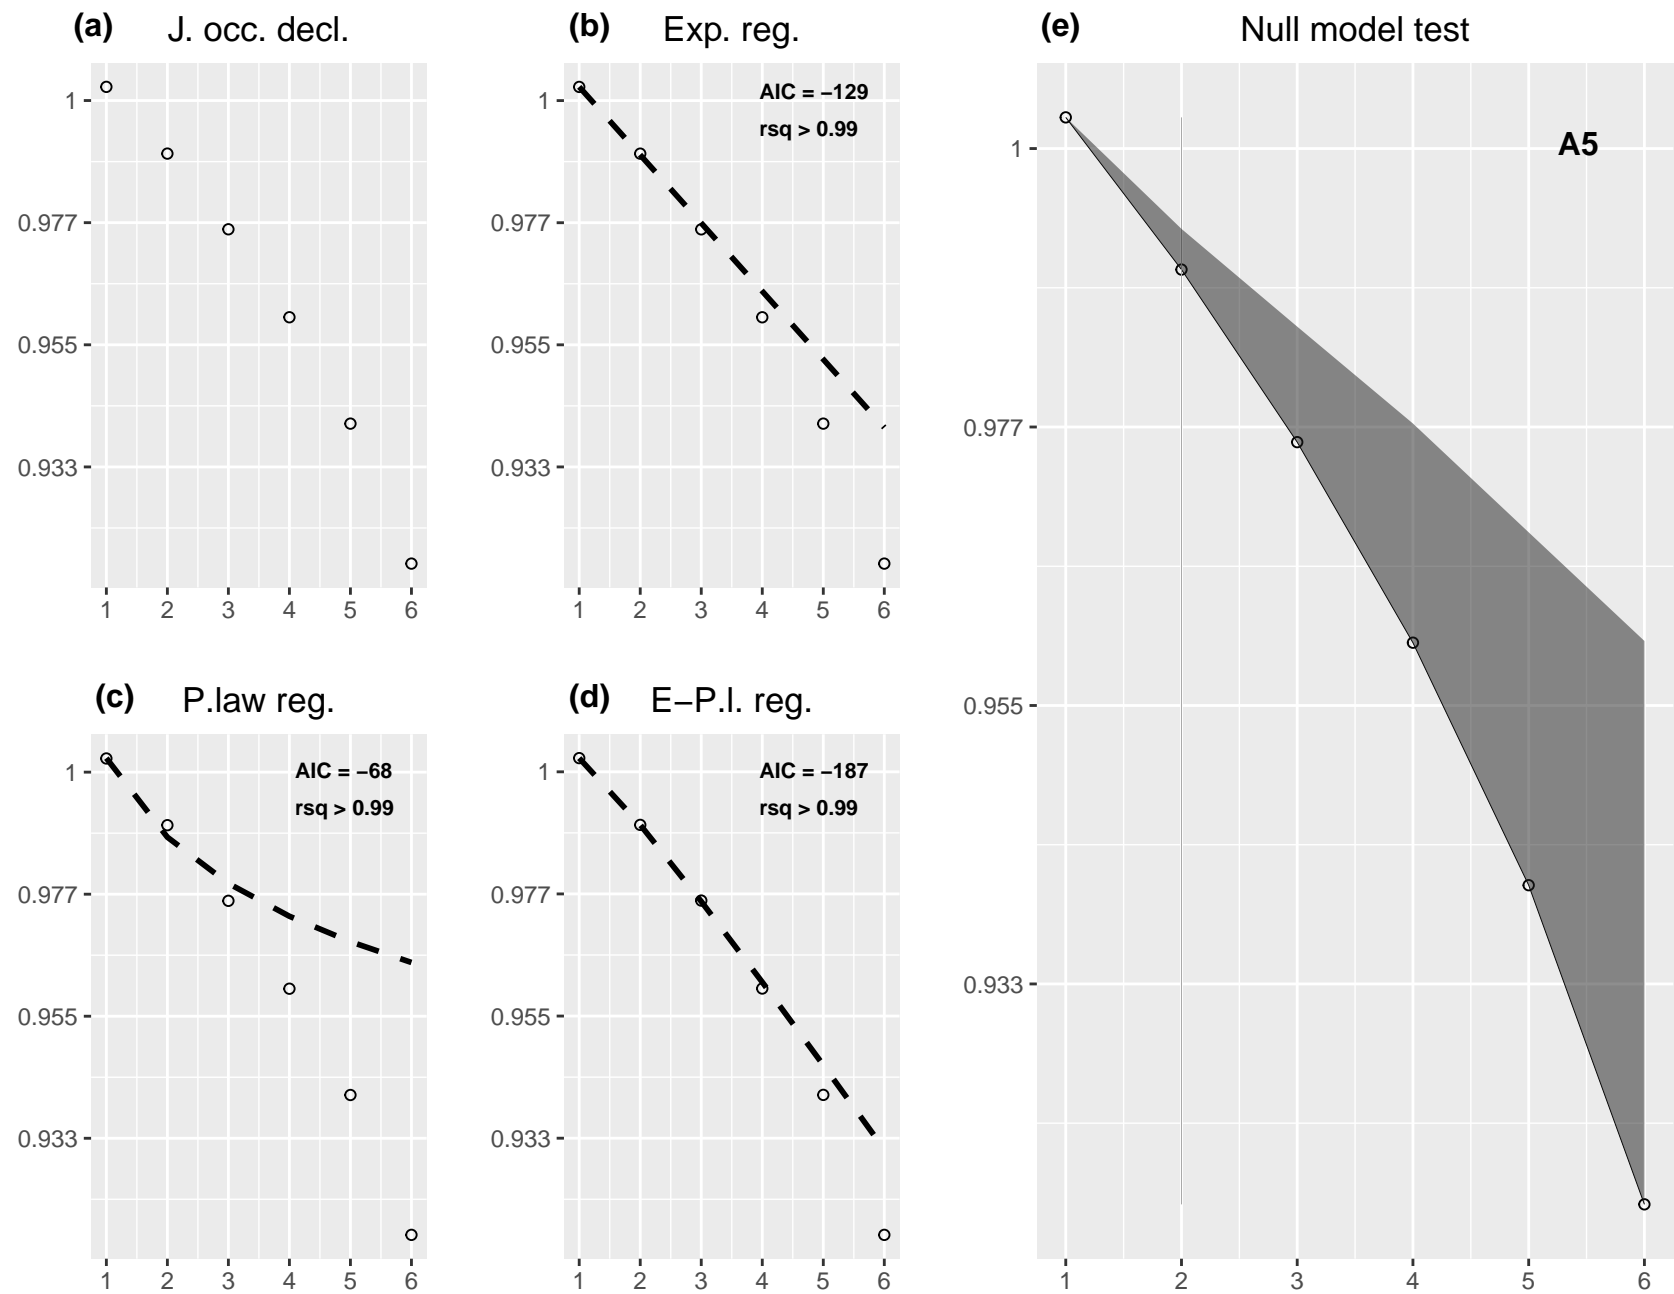 (a) J. occ. decl.
1
0.977
0.955
0.933
1 2 3 4 5 6
(b) Exp. reg.
AIC = −129
rsq > 0.99
1
0.977
0.955
0.933
1 2 3 4 5 6
(c) P.law reg.
AIC = −68
rsq > 0.99
1
0.977
0.955
0.933
1 2 3 4 5 6
(d) E−P.l. reg.
AIC = −187
rsq > 0.99
1
0.977
0.955
0.933
1 2 3 4 5 6
(e) Null model test
A5
1
0.977
0.955
0.933
1 2 3 4 5 6